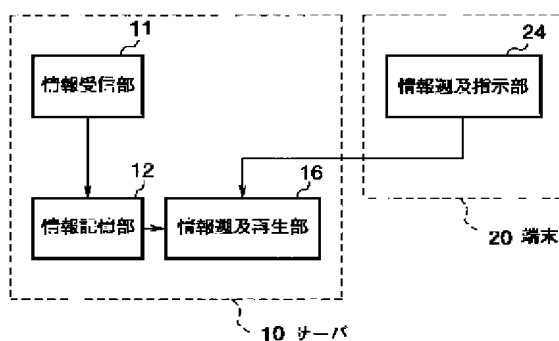 11
情報受信部
24
情報遡及指示部
12
情報記憶部
16
情報遡及再生部
20 端末
10 サーバ